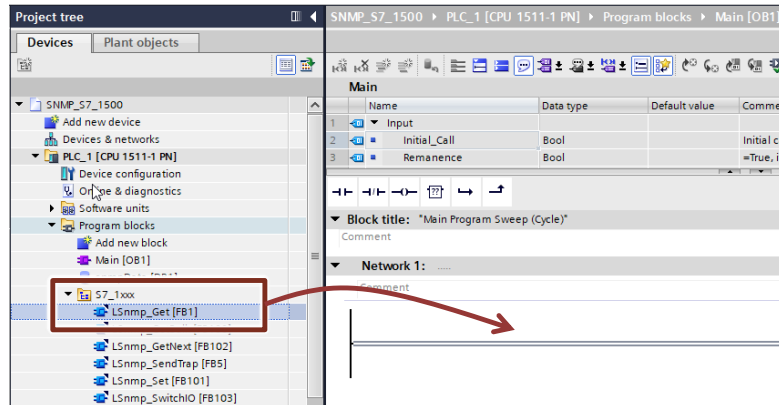 Project tree
Devices
Plant objects
SNMP_S7_1500
Add new device
Devices & networks
PLC_1 [CPU 1511-1 PN]
Device configuration
& diagnostics
Software units
Program blocks
Add new block
Main [OB1]
S7_1xxx
LSnmp_Get [FB1]
LSnmp_GetNext [FB102]
LSnmp_SendTrap [FB5]
LSnmp_Set [FB101]
LSnmp_SwitchIO [FB103]
SNMP_S7_1500 ▸ PLC_1 [CPU 1511-1 PN] ▸ Program blocks ▸ Main [OB1]
Main
Name Data type Default value Comme
1 Input
2 Initial_Call Bool Initial c
3 Remanence Bool =True, i
??
Block title: "Main Program Sweep (Cycle)"
Comment
Network 1: .....
Comment